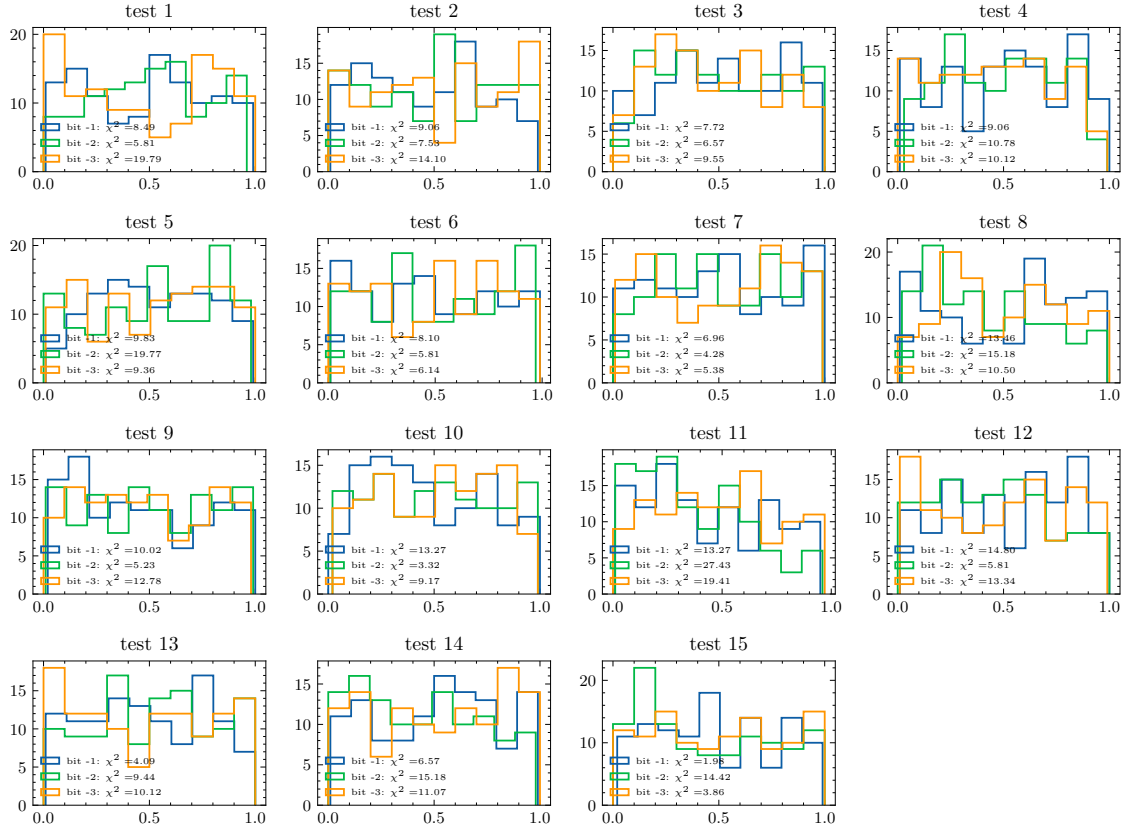 test 1
20
10
0
bit -1: χ² =8.49
bit -2: χ² =5.81
bit -3: χ² =19.79
0.0 0.5 1.0
test 2
15
10
5
0
bit -1: χ² =9.06
bit -2: χ² =7.53
bit -3: χ² =14.10
0.0 0.5 1.0
test 3
15
10
5
0
bit -1: χ² =7.72
bit -2: χ² =6.57
bit -3: χ² =9.55
0.0 0.5 1.0
test 4
15
10
5
0
bit -1: χ² =9.06
bit -2: χ² =10.78
bit -3: χ² =10.12
0.0 0.5 1.0
test 5
20
10
0
bit -1: χ² =9.83
bit -2: χ² =19.77
bit -3: χ² =9.36
0.0 0.5 1.0
test 6
15
10
5
0
bit -1: χ² =8.10
bit -2: χ² =5.81
bit -3: χ² =6.14
0.0 0.5 1.0
test 7
15
10
5
0
bit -1: χ² =6.96
bit -2: χ² =4.28
bit -3: χ² =5.38
0.0 0.5 1.0
test 8
20
10
0
bit -1: χ² =13.46
bit -2: χ² =15.18
bit -3: χ² =10.50
0.0 0.5 1.0
test 9
15
10
5
0
bit -1: χ² =10.02
bit -2: χ² =5.23
bit -3: χ² =12.78
0.0 0.5 1.0
test 10
15
10
5
0
bit -1: χ² =13.27
bit -2: χ² =3.32
bit -3: χ² =9.17
0.0 0.5 1.0
test 11
15
10
5
0
bit -1: χ² =13.27
bit -2: χ² =27.43
bit -3: χ² =19.41
0.0 0.5 1.0
test 12
15
10
5
0
bit -1: χ² =14.80
bit -2: χ² =5.81
bit -3: χ² =13.34
0.0 0.5 1.0
test 13
15
10
5
0
bit -1: χ² =4.09
bit -2: χ² =9.44
bit -3: χ² =10.12
0.0 0.5 1.0
test 14
15
10
5
0
bit -1: χ² =6.57
bit -2: χ² =15.18
bit -3: χ² =11.07
0.0 0.5 1.0
test 15
20
10
0
bit -1: χ² =1.98
bit -2: χ² =14.42
bit -3: χ² =3.86
0.0 0.5 1.0